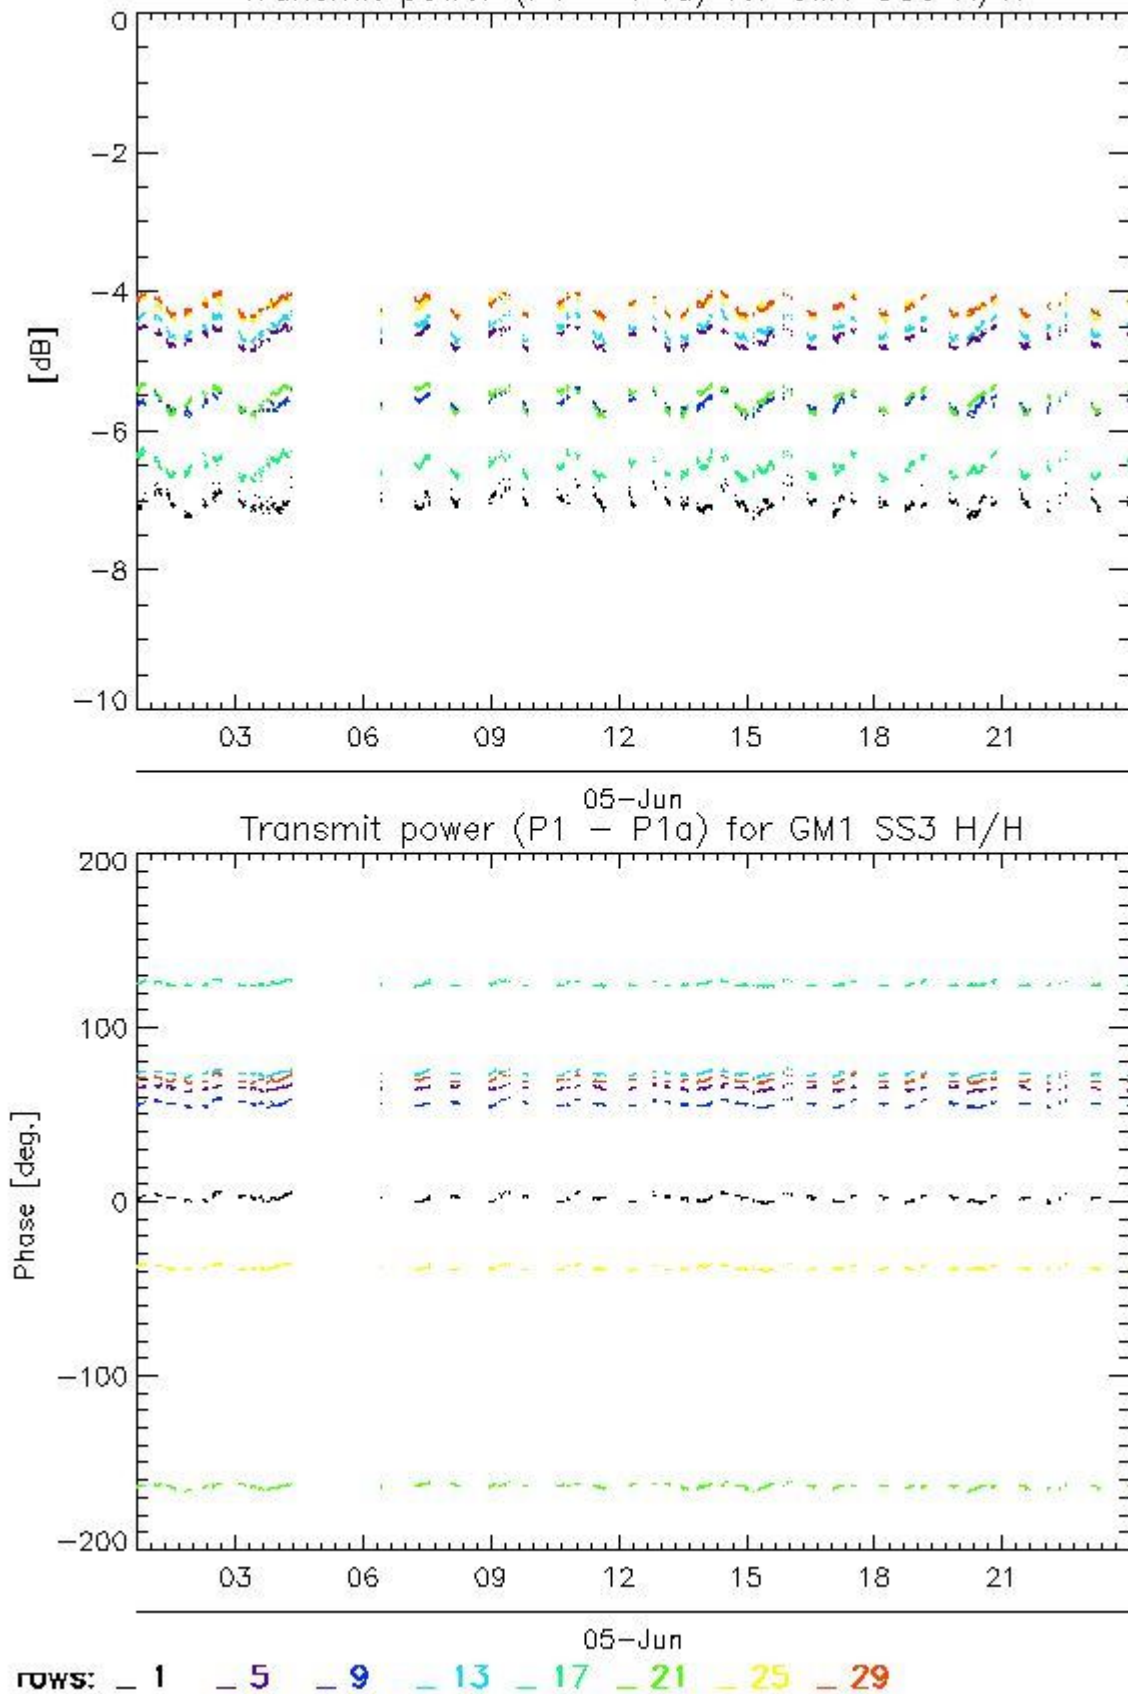 0
−2
−4
[dB]
−6
−8
−10
03 06 09 12 15 18 21
05-Jun
Transmit power (P1 − P1a) for GM1 SS3 H/H
200
100
Phase [deg.]
0
−100
−200
03 06 09 12 15 18 21
05-Jun
rows: _ 1 _ 5 _ 9 _ 13 _ 17 _ 21 _ 25 _ 29